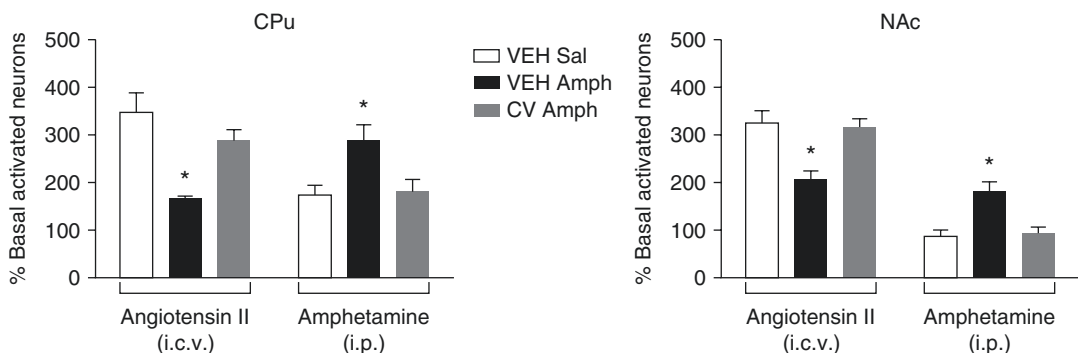 CPu
% Basal activated neurons
500
400
300
200
100
0
*
*
Angiotensin II
(i.c.v.)
Amphetamine
(i.p.)
VEH Sal
VEH Amph
CV Amph
NAc
% Basal activated neurons
500
400
300
200
100
0
*
*
Angiotensin II
(i.c.v.)
Amphetamine
(i.p.)